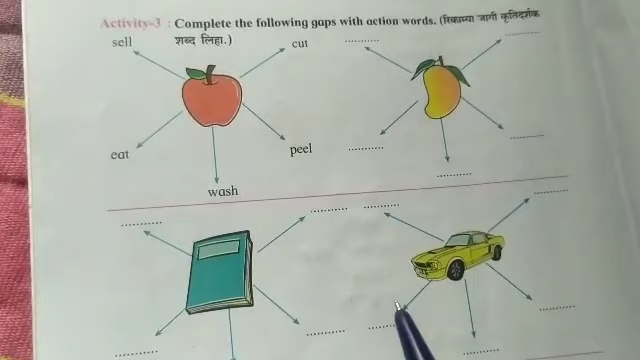 Activity-3 : Complete the following gaps with action words. (रिकाम्या जागी कृतिदर्शक
शब्द लिहा.)
sell
cut
eat
peel
wash